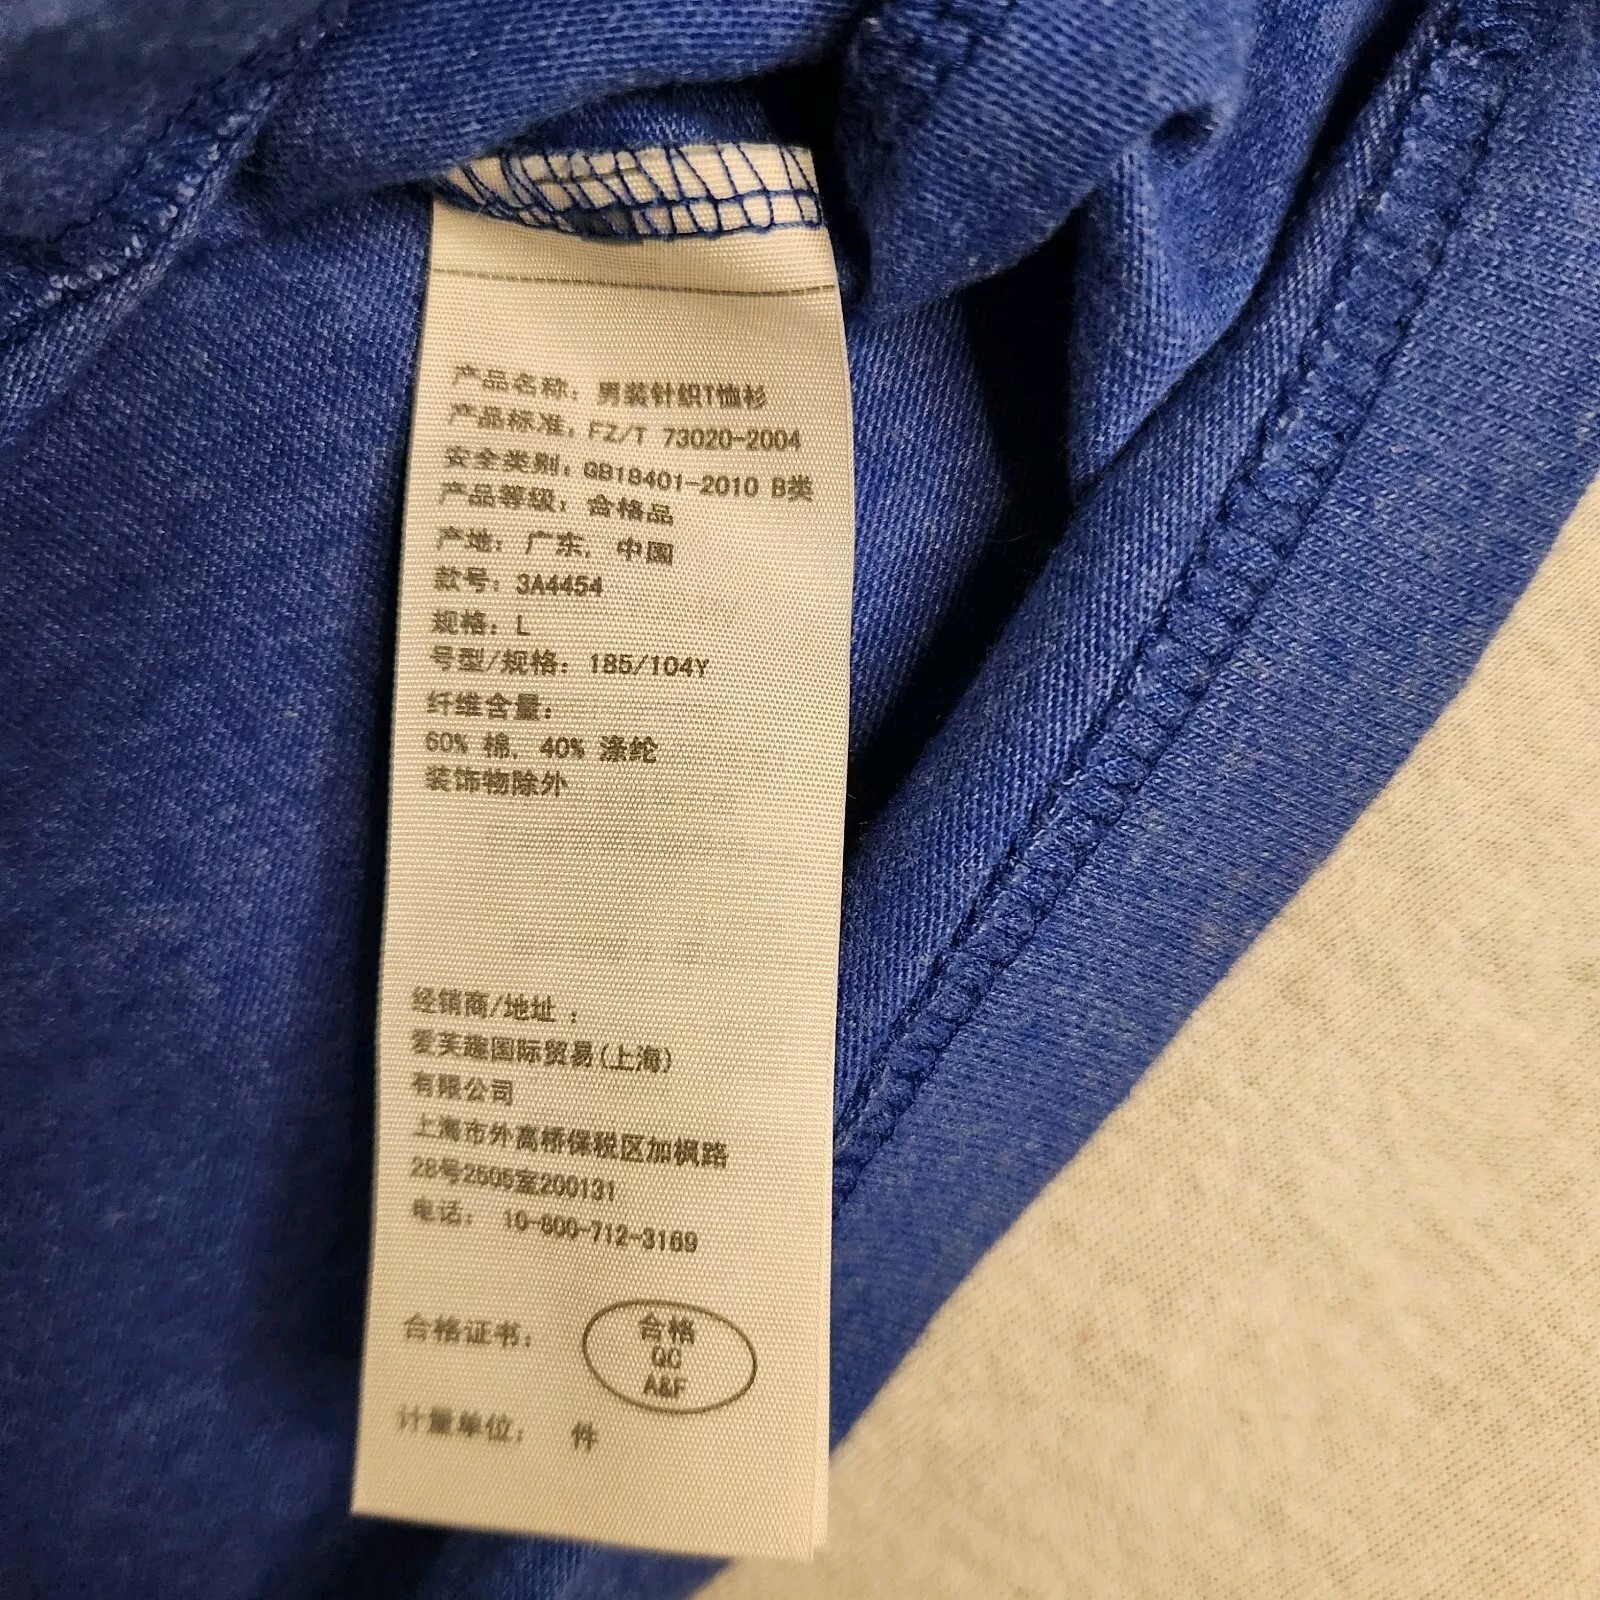 产品名称：男装针织T恤衫
产品标准：FZ/T 73020-2004
安全类别：GB18401-2010 B类
产品等级：合格品
产地：广东，中国
款号：3A4454
规格：L
号型/规格：185/104Y
纤维含量：
60% 棉，40% 涤纶
装饰物除外
经销商/地址：
爱芙趣国际贸易(上海)
有限公司
上海市外高桥保税区加枫路
28号2505室200131
电话：10-800-712-3169
合格证书：
合格
QC
A&F
计量单位：件